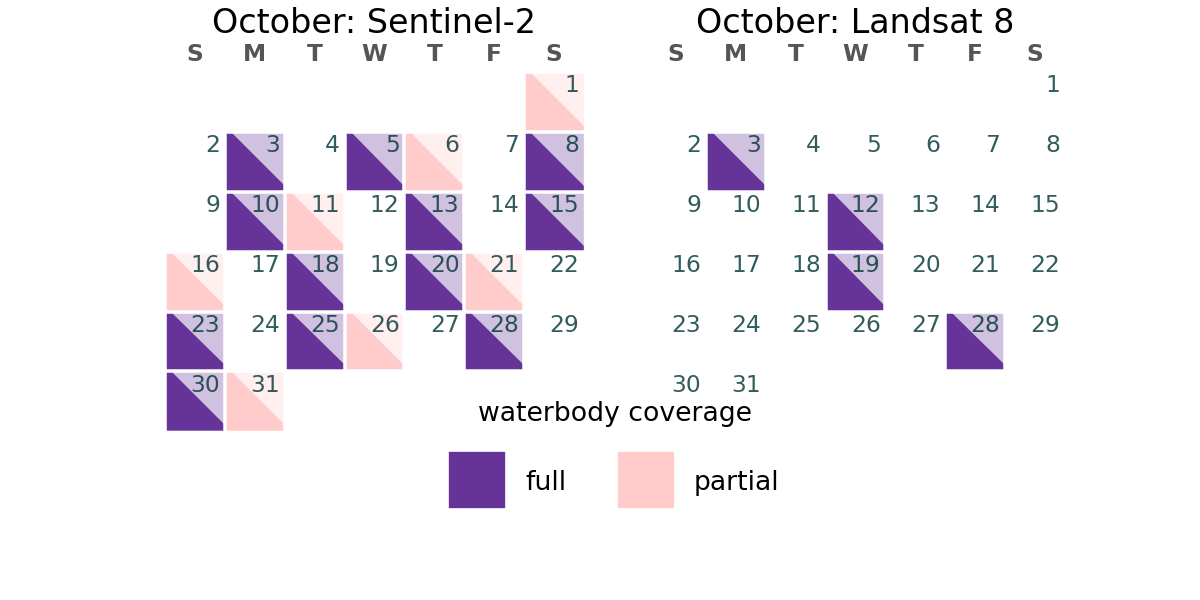 October: Sentinel-2
S M T W T F S
1
2 3 4 5 6 7 8
9 10 11 12 13 14 15
16 17 18 19 20 21 22
23 24 25 26 27 28 29
30 31
October: Landsat 8
S M T W T F S
1
2 3 4 5 6 7 8
9 10 11 12 13 14 15
16 17 18 19 20 21 22
23 24 25 26 27 28 29
30 31
waterbody coverage
full partial